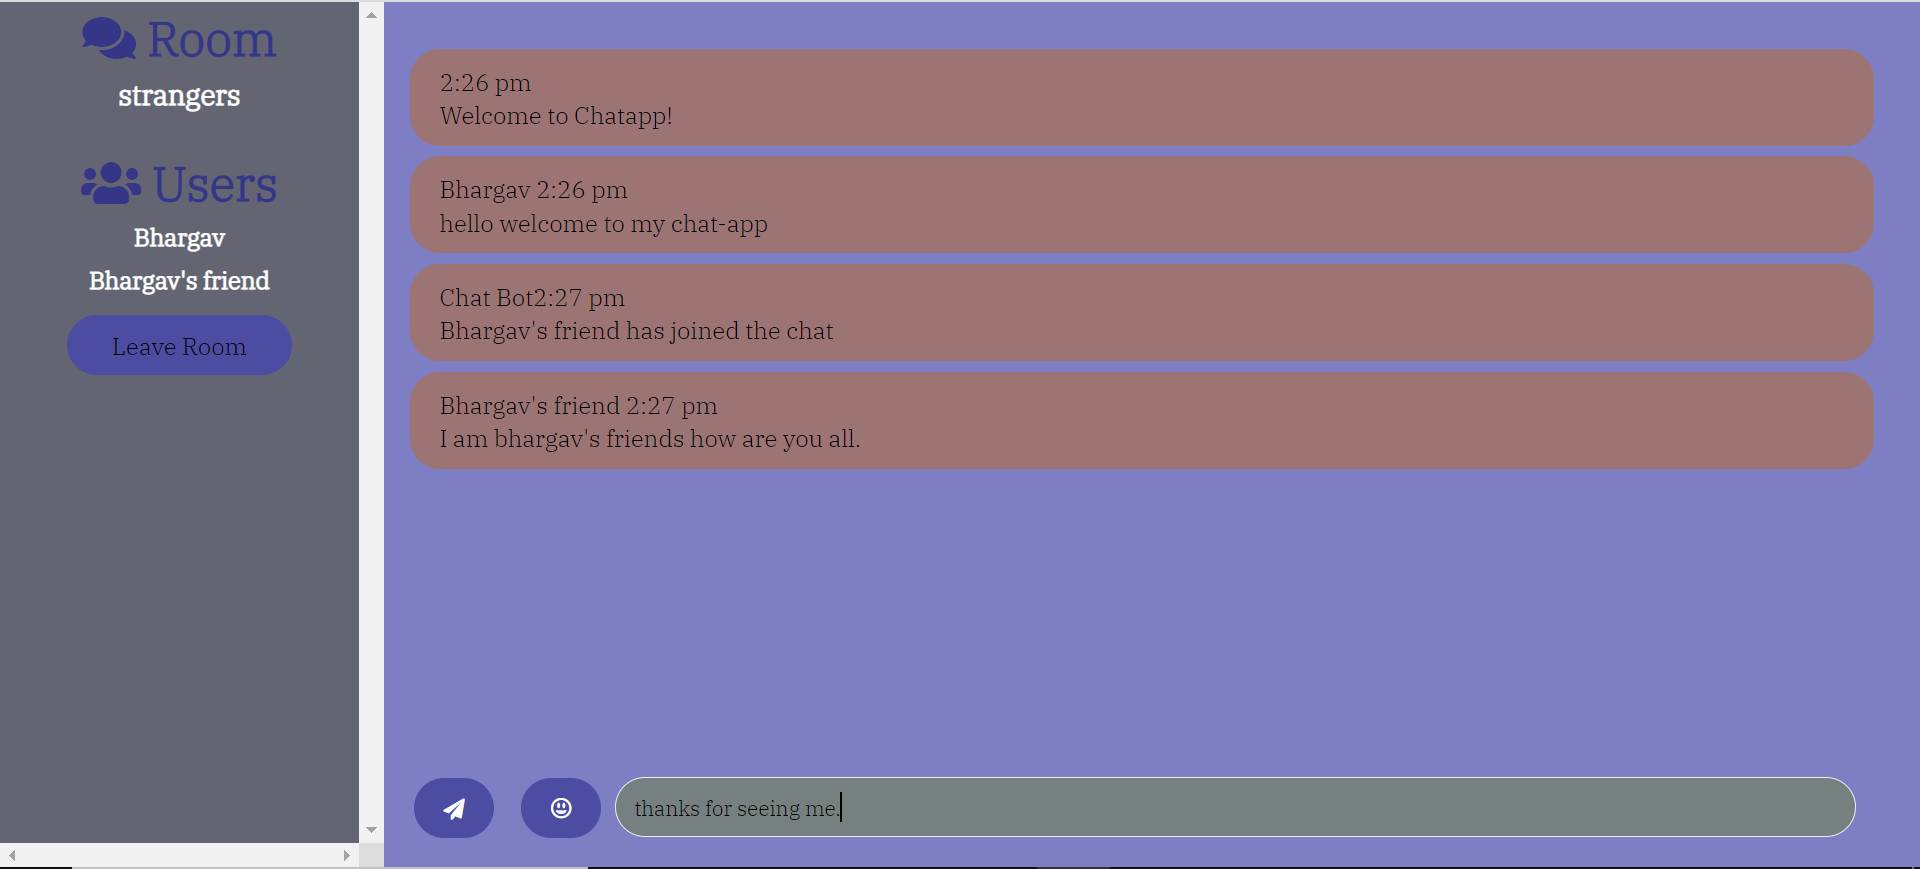 Room
strangers
Users
Bhargav
Bhargav's friend
Leave Room
2:26 pm
Welcome to Chatapp!
Bhargav 2:26 pm
hello welcome to my chat-app
Chat Bot2:27 pm
Bhargav's friend has joined the chat
Bhargav's friend 2:27 pm
I am bhargav's friends how are you all.
thanks for seeing me.